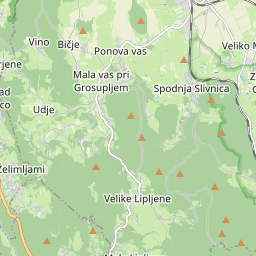 Vino
Bičje
Ponova vas
Veliko M
Mala vas pri
Grosupljem
Spodnja Slivnica
Udje
Želimljami
Velike Lipljene